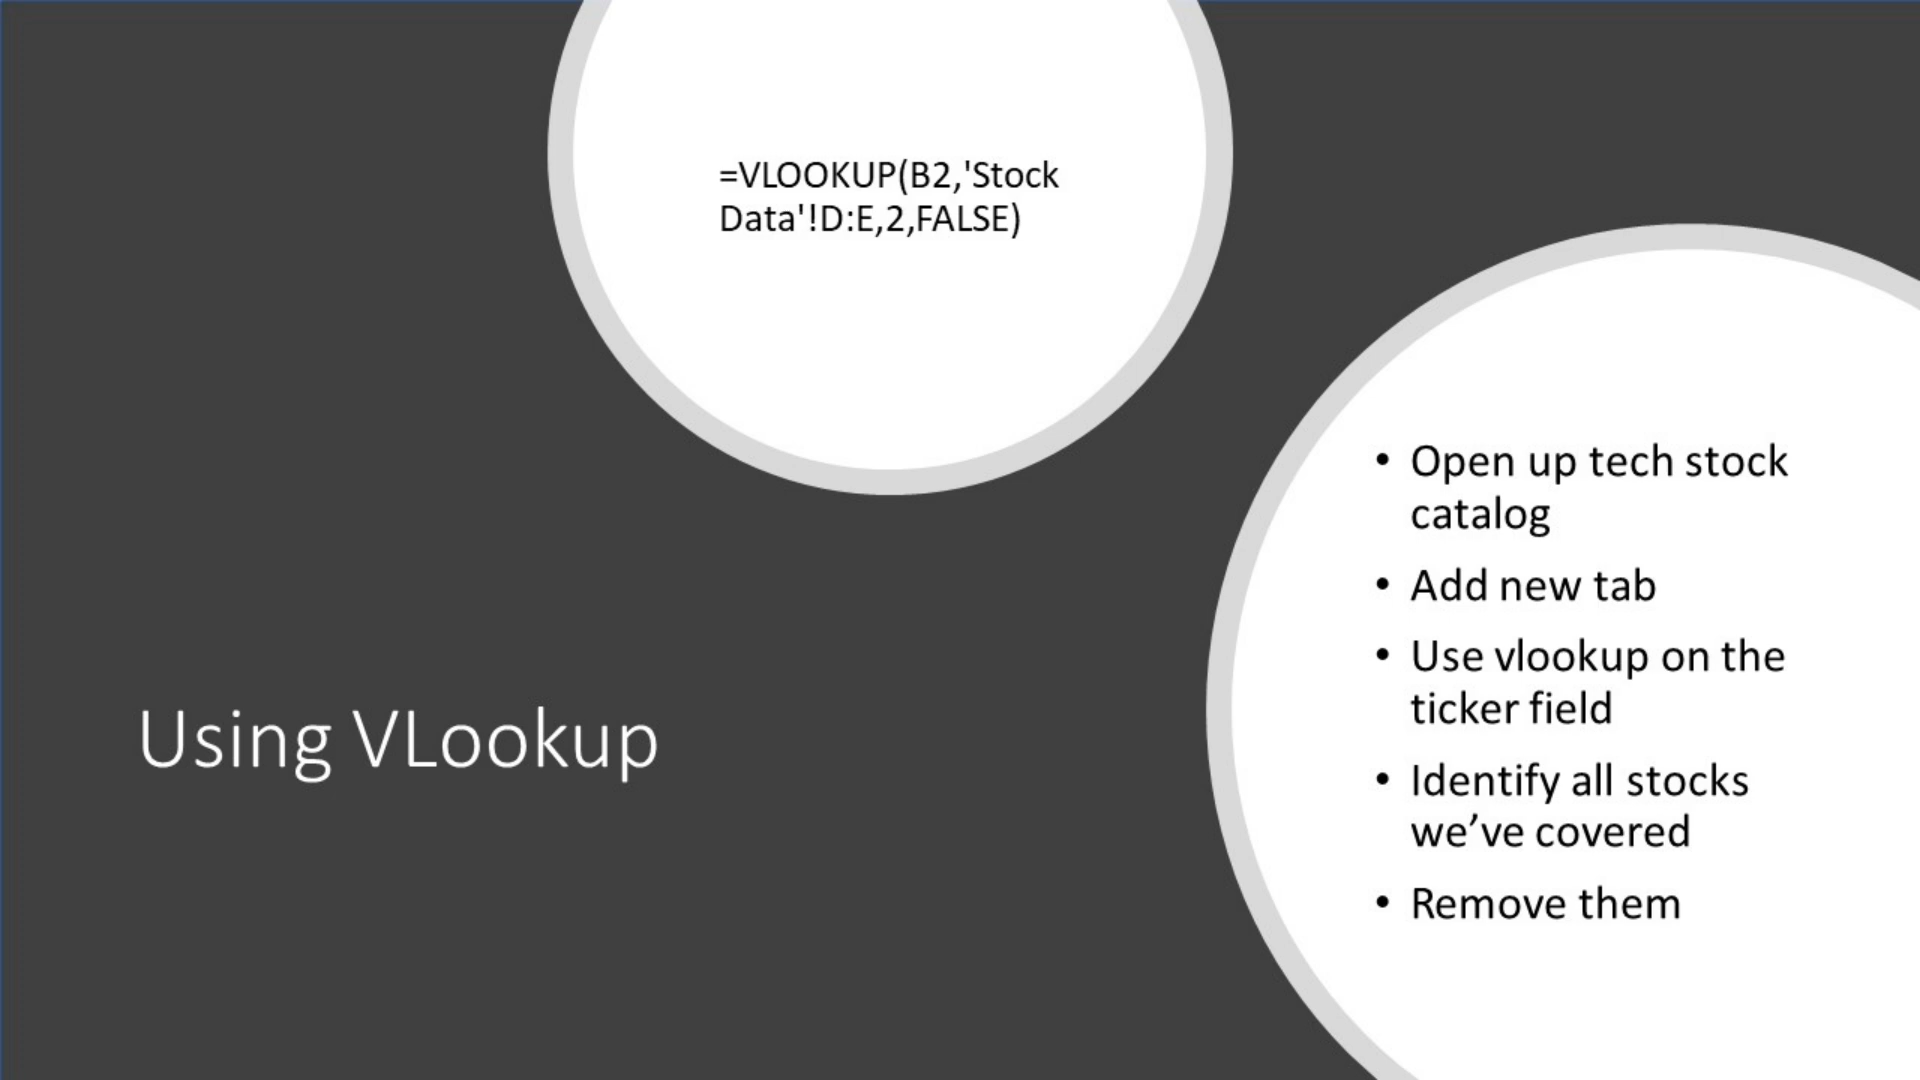 =VLOOKUP(B2,'Stock
Data'!D:E,2,FALSE)
Using VLookup
• Open up tech stock
catalog
• Add new tab
• Use vlookup on the
ticker field
• Identify all stocks
we’ve covered
• Remove them